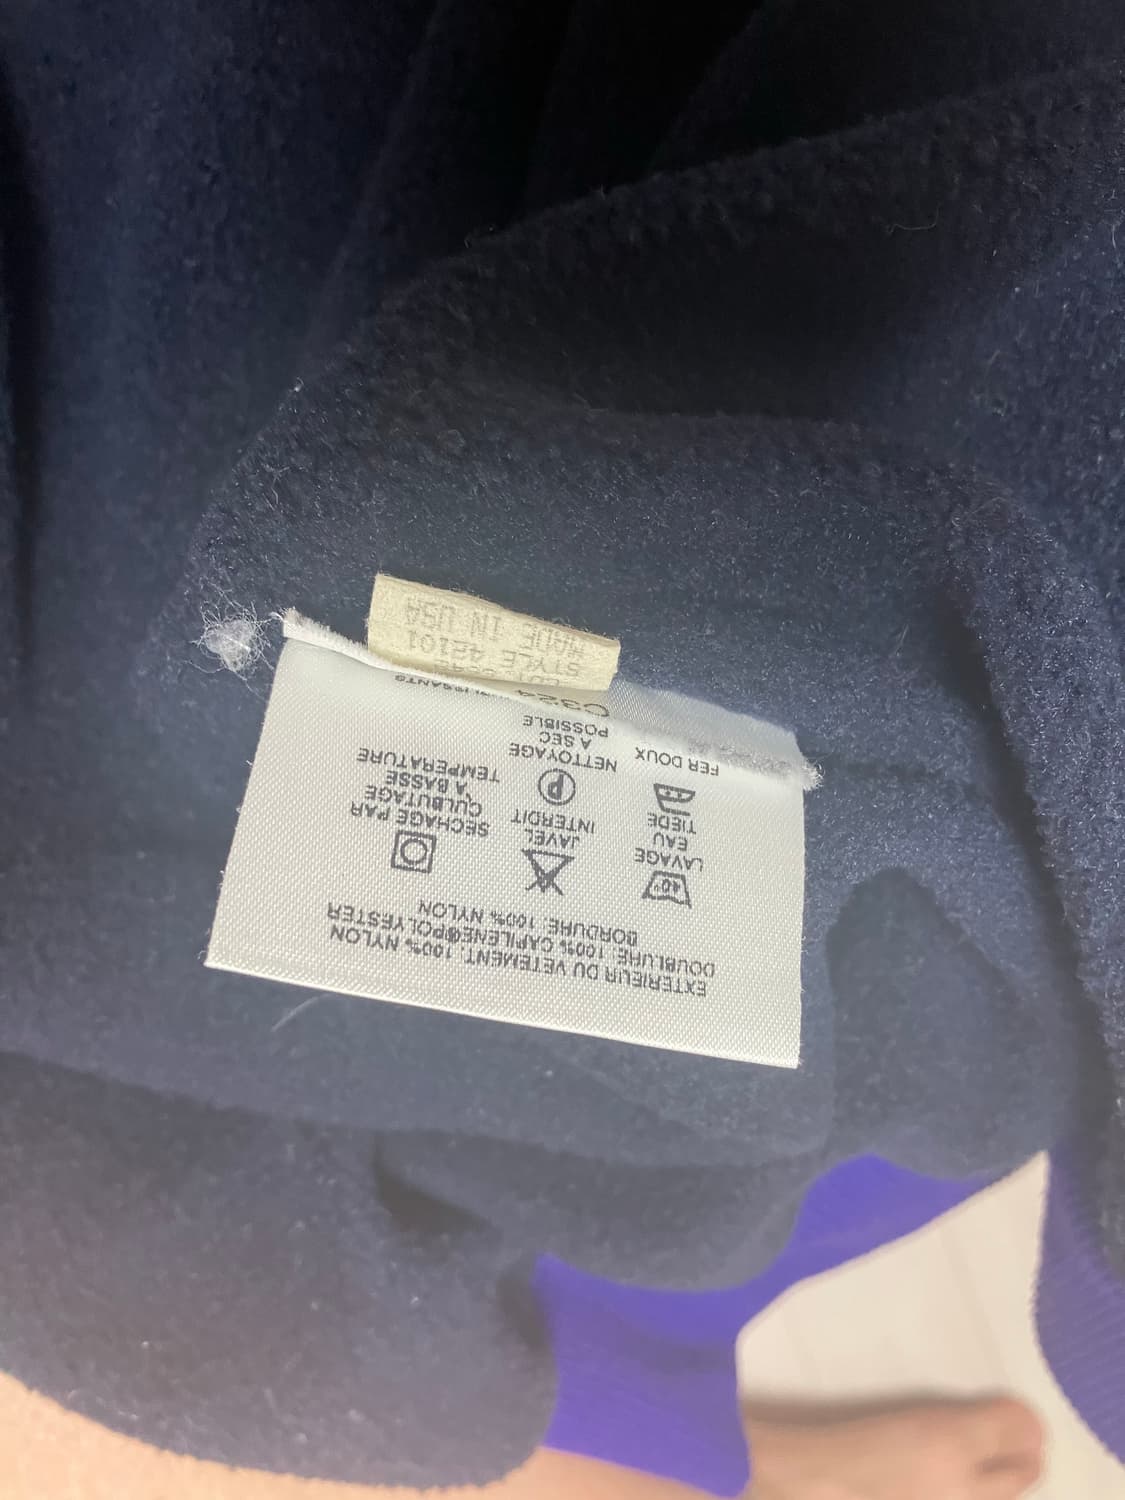 EXTERIEUR DU VETEMENT: 100% NYLON
DOUBLURE: 100% CAPILENE®POLYESTER
BORDURE: 100% NYLON
40°
LAVAGE
EAU
TIEDE
JAVEL
INTERDIT
SECHAGE PAR
CULBUTAGE
A BASSE
TEMPERATURE
FER DOUX
P
NETTOYAGE
A SEC
POSSIBLE
STYLE 42101
MADE IN USA